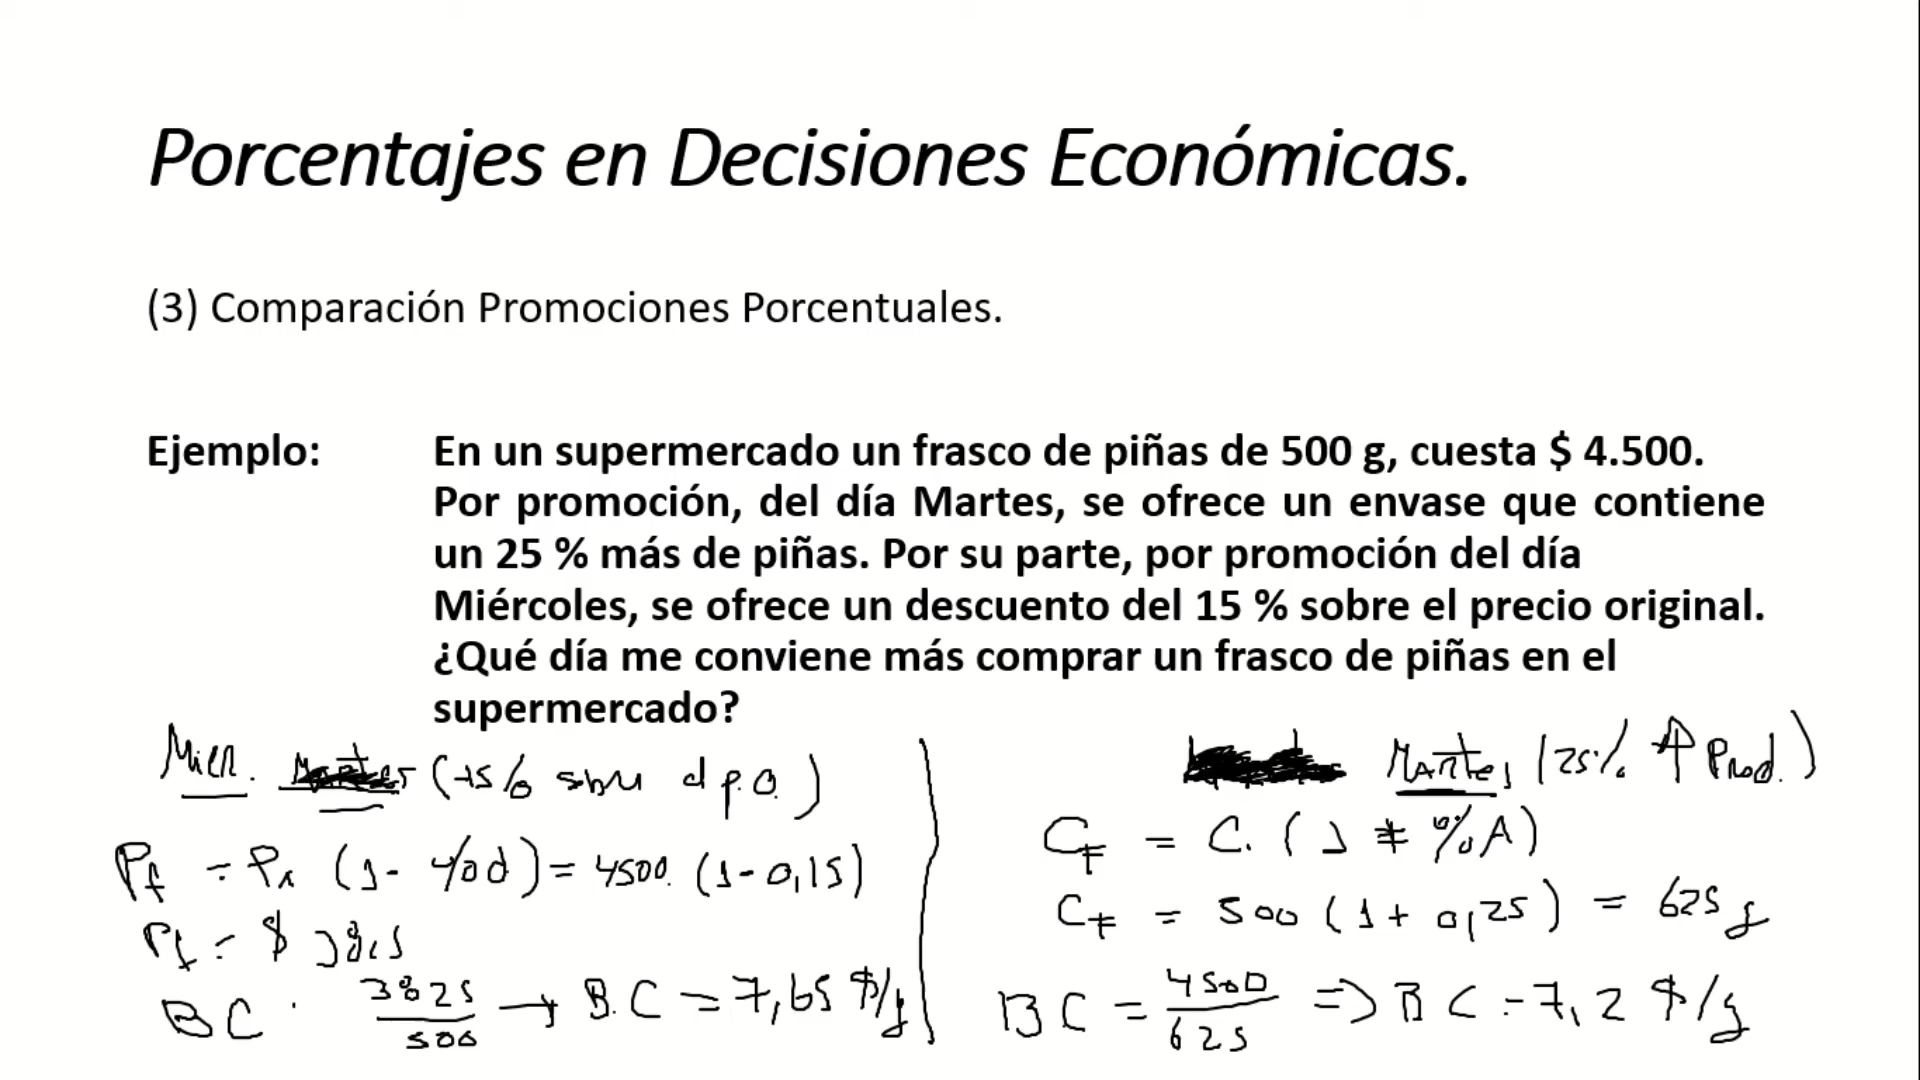 Porcentajes en Decisiones Económicas.
(3) Comparación Promociones Porcentuales.
Ejemplo: En un supermercado un frasco de piñas de 500 g, cuesta $ 4.500.
Por promoción, del día Martes, se ofrece un envase que contiene
un 25 % más de piñas. Por su parte, por promoción del día
Miércoles, se ofrece un descuento del 15 % sobre el precio original.
¿Qué día me conviene más comprar un frasco de piñas en el
supermercado?
Mier. (15% d p.O.)
Pf = (1- %d) = 4500. (1-0,15)
Pf = $ 3825
BC 3825/500 → B.C = 7,65 $/g
Martes (25% ↑ Prod.)
CF = C. (1 + %A)
CF = 500 (1 + 0,25) = 625 g
BC = 4500/625 => BC = 7,2 $/g